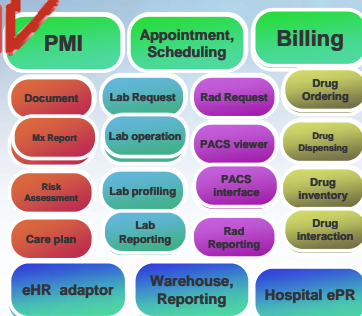 PMI
Appointment,
Scheduling
Billing
Document
Lab Request
Rad Request
Drug
Ordering
Mx Report
Lab operation
PACS viewer
Drug
Dispensing
Risk
Assessment
Lab profiling
PACS
interface
Drug
inventory
Care plan
Lab
Reporting
Rad
Reporting
Drug
interaction
eHR adaptor
Warehouse,
Reporting
Hospital ePR